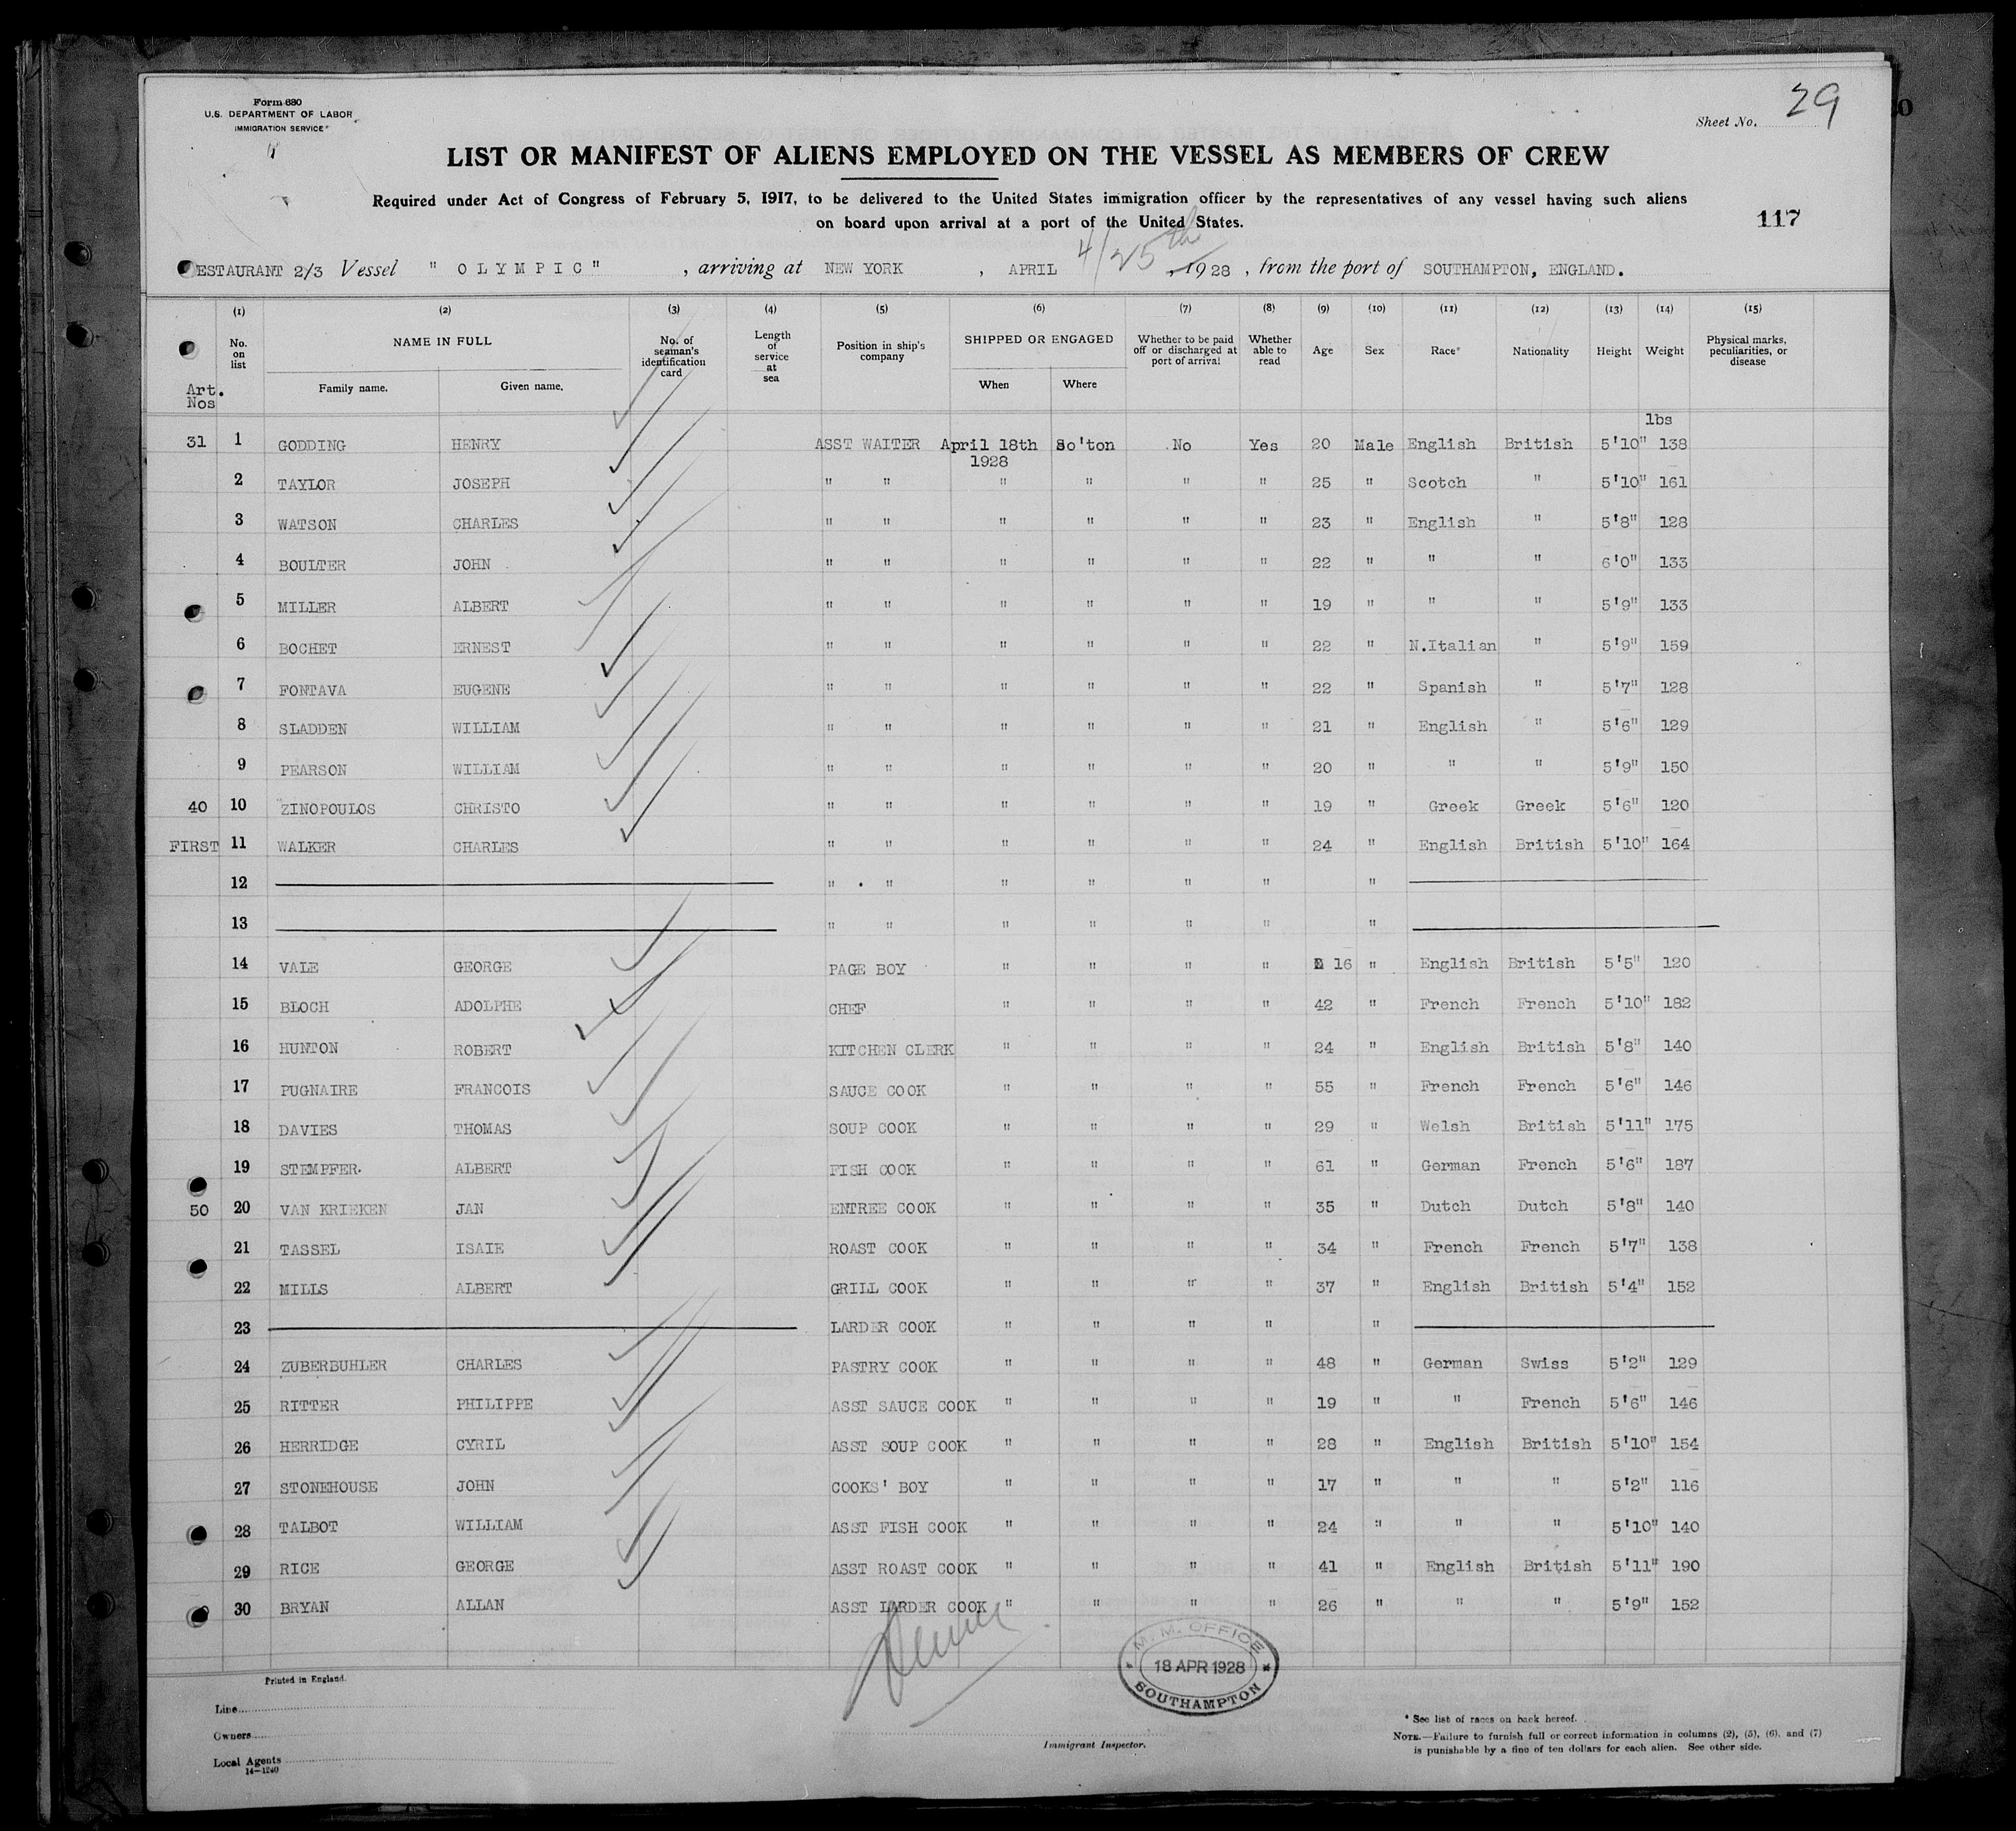 Form 680
U.S. DEPARTMENT OF LABOR
IMMIGRATION SERVICE
Sheet No. 29
LIST OR MANIFEST OF ALIENS EMPLOYED ON THE VESSEL AS MEMBERS OF CREW
Required under Act of Congress of February 5, 1917, to be delivered to the United States immigration officer by the representatives of any vessel having such aliens
on board upon arrival at a port of the United States.
117
4/25th
ESTAURANT 2/3 Vessel " OLYMPIC" , arriving at NEW YORK , APRIL , 1928 , from the port of SOUTHAMPTON, ENGLAND.
(1) (2) (3) (4) (5) (6) (7) (8) (9) (10) (11) (12) (13) (14) (15)
No. on list NAME IN FULL No. of seaman's identification card Length of service at sea Position in ship's company SHIPPED OR ENGAGED Whether to be paid off or discharged at port of arrival Whether able to read Age Sex Race* Nationality Height Weight Physical marks, peculiarities, or disease
Family name. Given name. When Where
Art. Nos
lbs
31 1 GODDING HENRY ASST WAITER April 18th So'ton No Yes 20 Male English British 5'10" 138
1928
2 TAYLOR JOSEPH " " " " " " 25 " Scotch " 5'10" 161
3 WATSON CHARLES " " " " " " 23 " English " 5'8" 128
4 BOULTER JOHN " " " " " " 22 " " " 6'0" 133
5 MILLER ALBERT " " " " " " 19 " " " 5'9" 133
6 BOCHET ERNEST " " " " " " 22 " N.Italian " 5'9" 159
7 FONTAVA EUGENE " " " " " " 22 " Spanish " 5'7" 128
8 SLADDEN WILLIAM " " " " " " 21 " English " 5'6" 129
9 PEARSON WILLIAM " " " " " " 20 " " " 5'9" 150
40 10 ZINOPOULOS CHRISTO " " " " " " 19 " Greek Greek 5'6" 120
FIRST 11 WALKER CHARLES " " " " " " 24 " English British 5'10" 164
12 " " " " " " "
13 " " " " " " "
14 VALE GEORGE PAGE BOY " " " " 16 " English British 5'5" 120
15 BLOCH ADOLPHE CHEF " " " " 42 " French French 5'10" 182
16 HUNTON ROBERT KITCHEN CLERK " " " " 24 " English British 5'8" 140
17 PUGNAIRE FRANCOIS SAUCE COOK " " " " 55 " French French 5'6" 146
18 DAVIES THOMAS SOUP COOK " " " " 29 " Welsh British 5'11" 175
19 STEMPFER. ALBERT FISH COOK " " " " 61 " German French 5'6" 187
50 20 VAN KRIEKEN JAN ENTREE COOK " " " " 35 " Dutch Dutch 5'8" 140
21 TASSEL ISAIE ROAST COOK " " " " 34 " French French 5'7" 138
22 MILLS ALBERT GRILL COOK " " " " 37 " English British 5'4" 152
23 LARDER COOK " " " " "
24 ZUBERBUHLER CHARLES PASTRY COOK " " " " 48 " German Swiss 5'2" 129
25 RITTER PHILIPPE ASST SAUCE COOK " " " " 19 " " French 5'6" 146
26 HERRIDGE CYRIL ASST SOUP COOK " " " " 28 " English British 5'10" 154
27 STONEHOUSE JOHN COOKS' BOY " " " " 17 " " " 5'2" 116
28 TALBOT WILLIAM ASST FISH COOK " " " " 24 " " " 5'10" 140
29 RICE GEORGE ASST ROAST COOK " " " " 41 " English British 5'11" 190
30 BRYAN ALLAN ASST LARDER COOK " " " " 26 " " " 5'9" 152
M.M. OFFICE
18 APR 1928
SOUTHAMPTON
Printed in England.
Line
Owners
Local Agents
14—1240
Immigrant Inspector.
* See list of races on back hereof.
NOTE.—Failure to furnish full or correct information in columns (2), (5), (6), and (7)
is punishable by a fine of ten dollars for each alien. See other side.